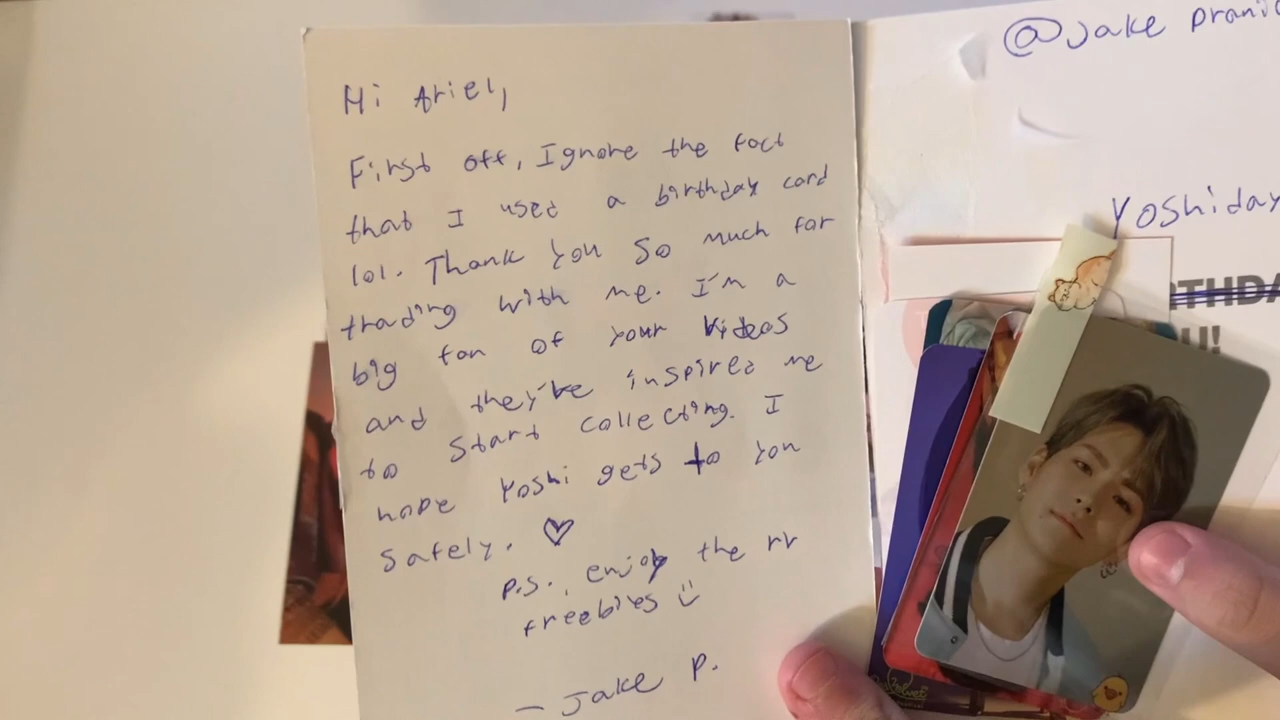 Hi Ariel,
First off, Ignore the fact
that I used a birthday card
lol. Thank you so much for
trading with me. I'm a
big fan of your videos
and they've inspired me
to start collecting. I
hope Yoshi gets to you
safely. ♡
P.S., enjoy the rv
freebies :)
- Jake P.
@jake
Yoshiday